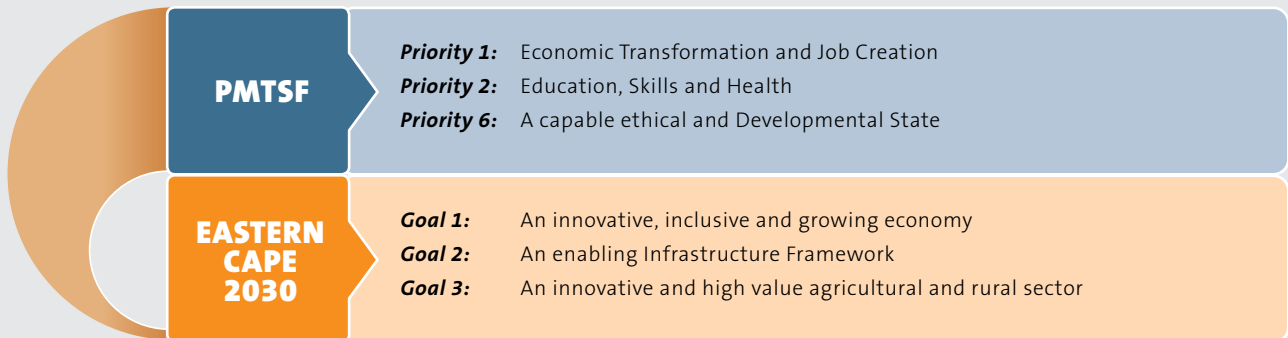 PMTSF
Priority 1: Economic Transformation and Job Creation
Priority 2: Education, Skills and Health
Priority 6: A capable ethical and Developmental State
EASTERN
CAPE
2030
Goal 1: An innovative, inclusive and growing economy
Goal 2: An enabling Infrastructure Framework
Goal 3: An innovative and high value agricultural and rural sector